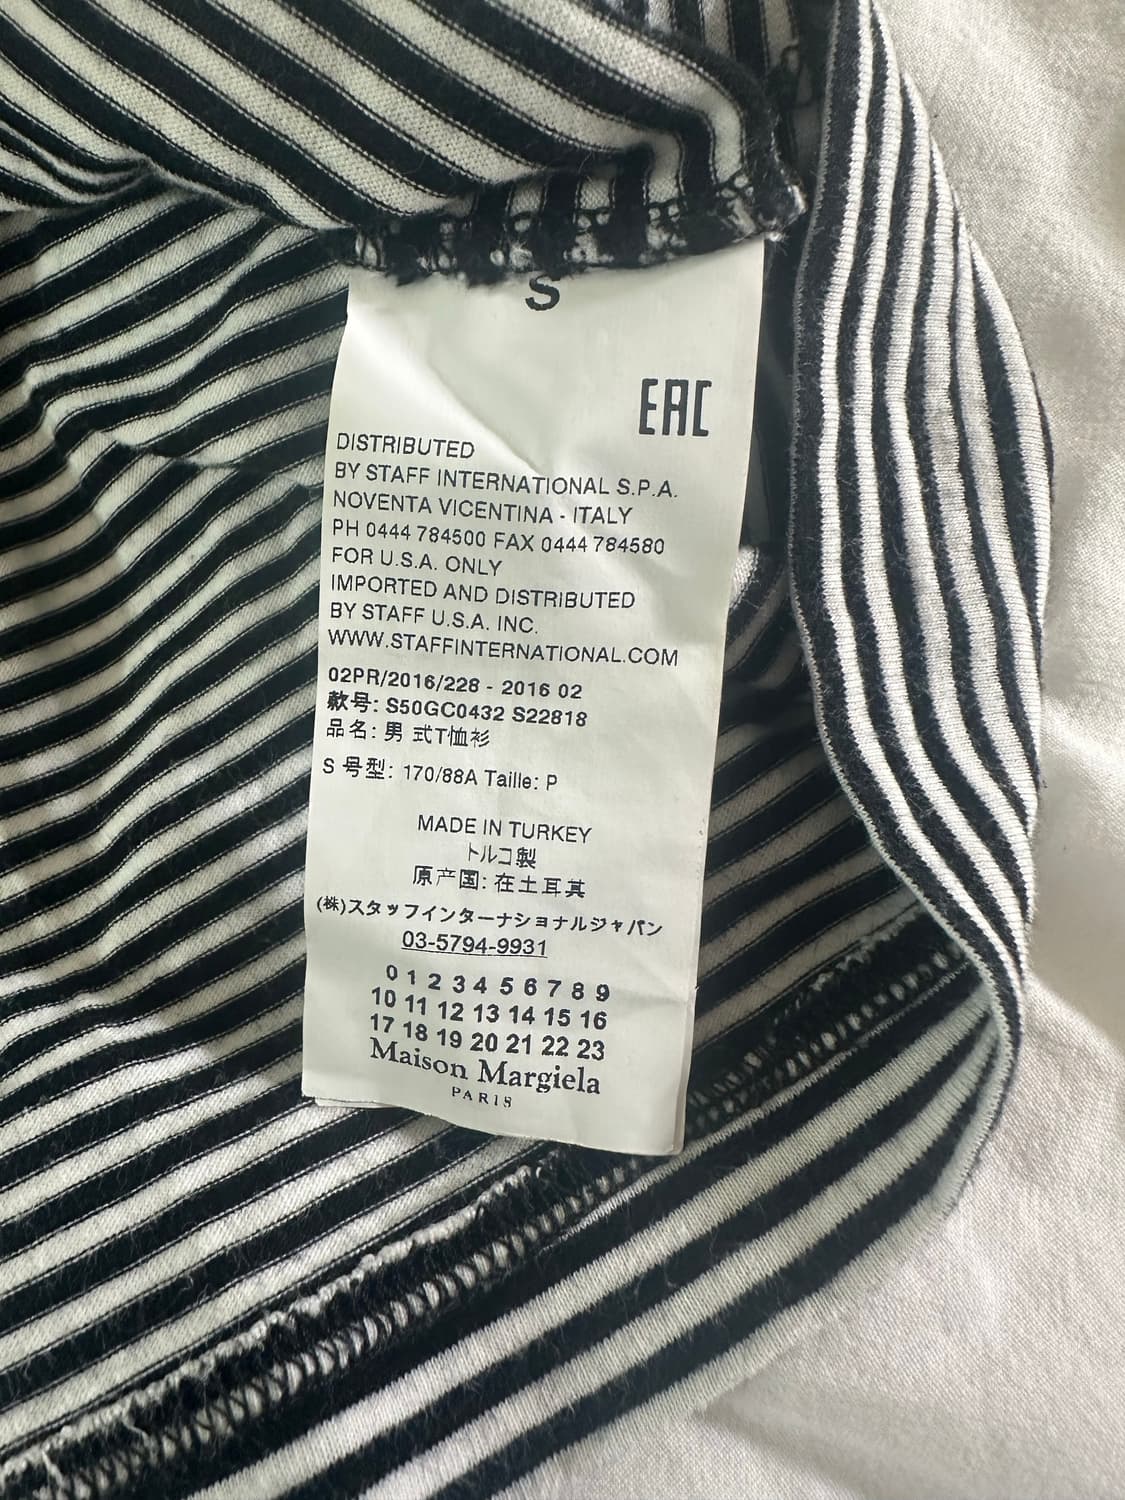 S
EAC
DISTRIBUTED
BY STAFF INTERNATIONAL S.P.A.
NOVENTA VICENTINA - ITALY
PH 0444 784500 FAX 0444 784580
FOR U.S.A. ONLY
IMPORTED AND DISTRIBUTED
BY STAFF U.S.A. INC.
WWW.STAFFINTERNATIONAL.COM
02PR/2016/228 - 2016 02
款号: S50GC0432 S22818
品名: 男 式T恤衫
S 号型: 170/88A Taille: P
MADE IN TURKEY
トルコ製
原产国: 在土耳其
(株)スタッフインターナショナルジャパン
03-5794-9931
0 1 2 3 4 5 6 7 8 9
10 11 12 13 14 15 16
17 18 19 20 21 22 23
Maison Margiela
PARIS